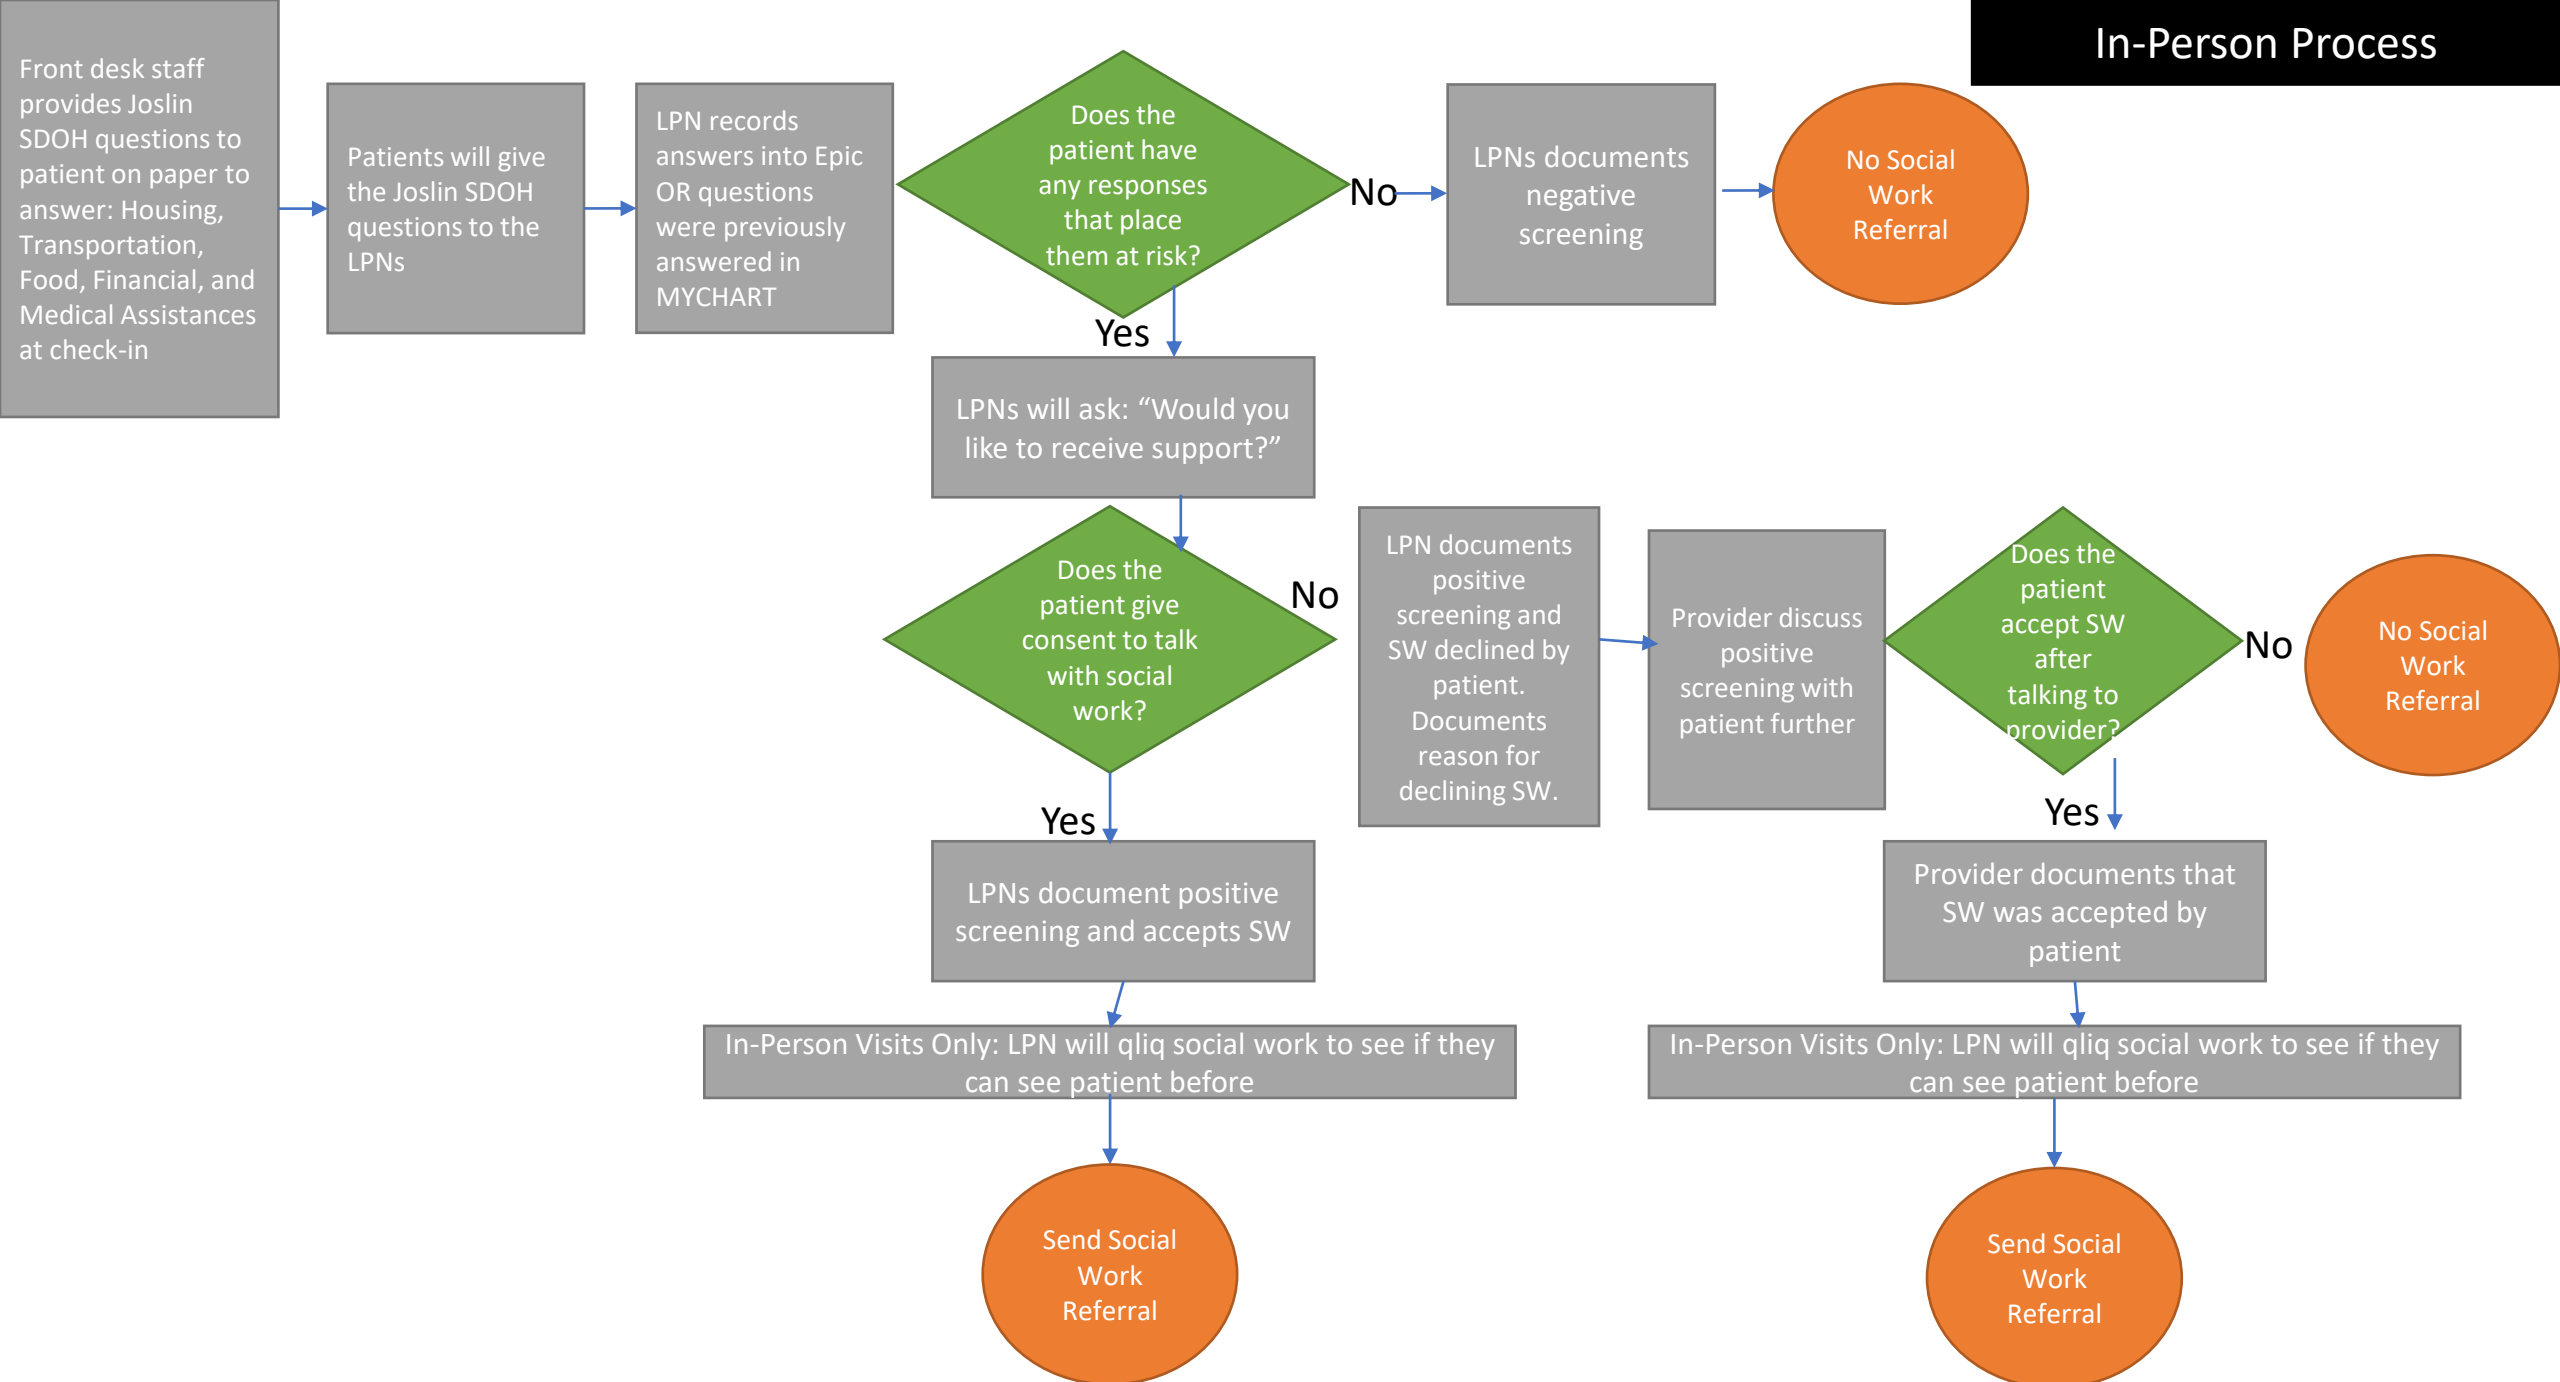 In-Person Process
Front desk staff
provides Joslin
SDOH questions to
patient on paper to
answer: Housing,
Transportation,
Food, Financial, and
Medical Assistances
at check-in
Patients will give
the Joslin SDOH
questions to the
LPNs
LPN records
answers into Epic
OR questions
were previously
answered in
MYCHART
Does the
patient have
any responses
that place
them at risk?
No
LPNs documents
negative
screening
No Social
Work
Referral
Yes
LPNs will ask: “Would you
like to receive support?”
Does the
patient give
consent to talk
with social
work?
No
LPN documents
positive
screening and
SW declined by
patient.
Documents
reason for
declining SW.
Provider discuss
positive
screening with
patient further
Does the
patient
accept SW
after
talking to
provider?
No
No Social
Work
Referral
Yes
LPNs document positive
screening and accepts SW
Yes
Provider documents that
SW was accepted by
patient
In-Person Visits Only: LPN will qliq social work to see if they
can see patient before
In-Person Visits Only: LPN will qliq social work to see if they
can see patient before
Send Social
Work
Referral
Send Social
Work
Referral